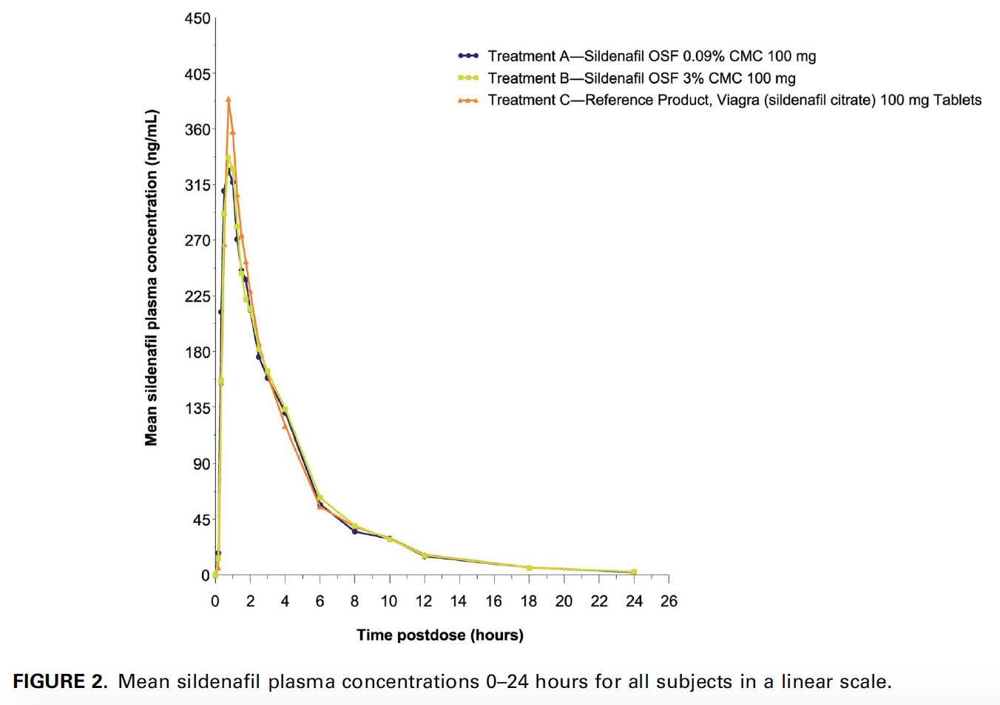 450
405
360
315
270
225
180
135
90
45
0
Mean sildenafil plasma concentration (ng/mL)
Treatment A—Sildenafil OSF 0.09% CMC 100 mg
Treatment B—Sildenafil OSF 3% CMC 100 mg
Treatment C—Reference Product, Viagra (sildenafil citrate) 100 mg Tablets
0 2 4 6 8 10 12 14 16 18 20 22 24 26
Time postdose (hours)
FIGURE 2. Mean sildenafil plasma concentrations 0–24 hours for all subjects in a linear scale.